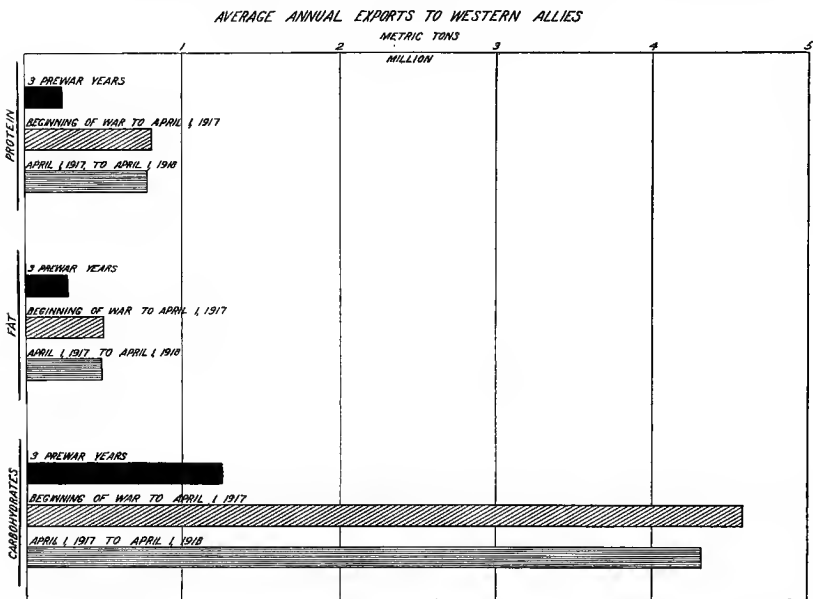 AVERAGE ANNUAL EXPORTS TO WESTERN ALLIES
METRIC TONS
1 2 3 4 5
MILLION
PROTEIN
3 PREWAR YEARS
BEGINNING OF WAR TO APRIL 1, 1917
APRIL 1, 1917, TO APRIL 1, 1918
FAT
3 PREWAR YEARS
BEGINNING OF WAR TO APRIL 1, 1917
APRIL 1, 1917 TO APRIL 1, 1918
CARBOHYDRATES
3 PREWAR YEARS
BEGINNING OF WAR TO APRIL 1, 1917
APRIL 1, 1917 TO APRIL 1, 1918